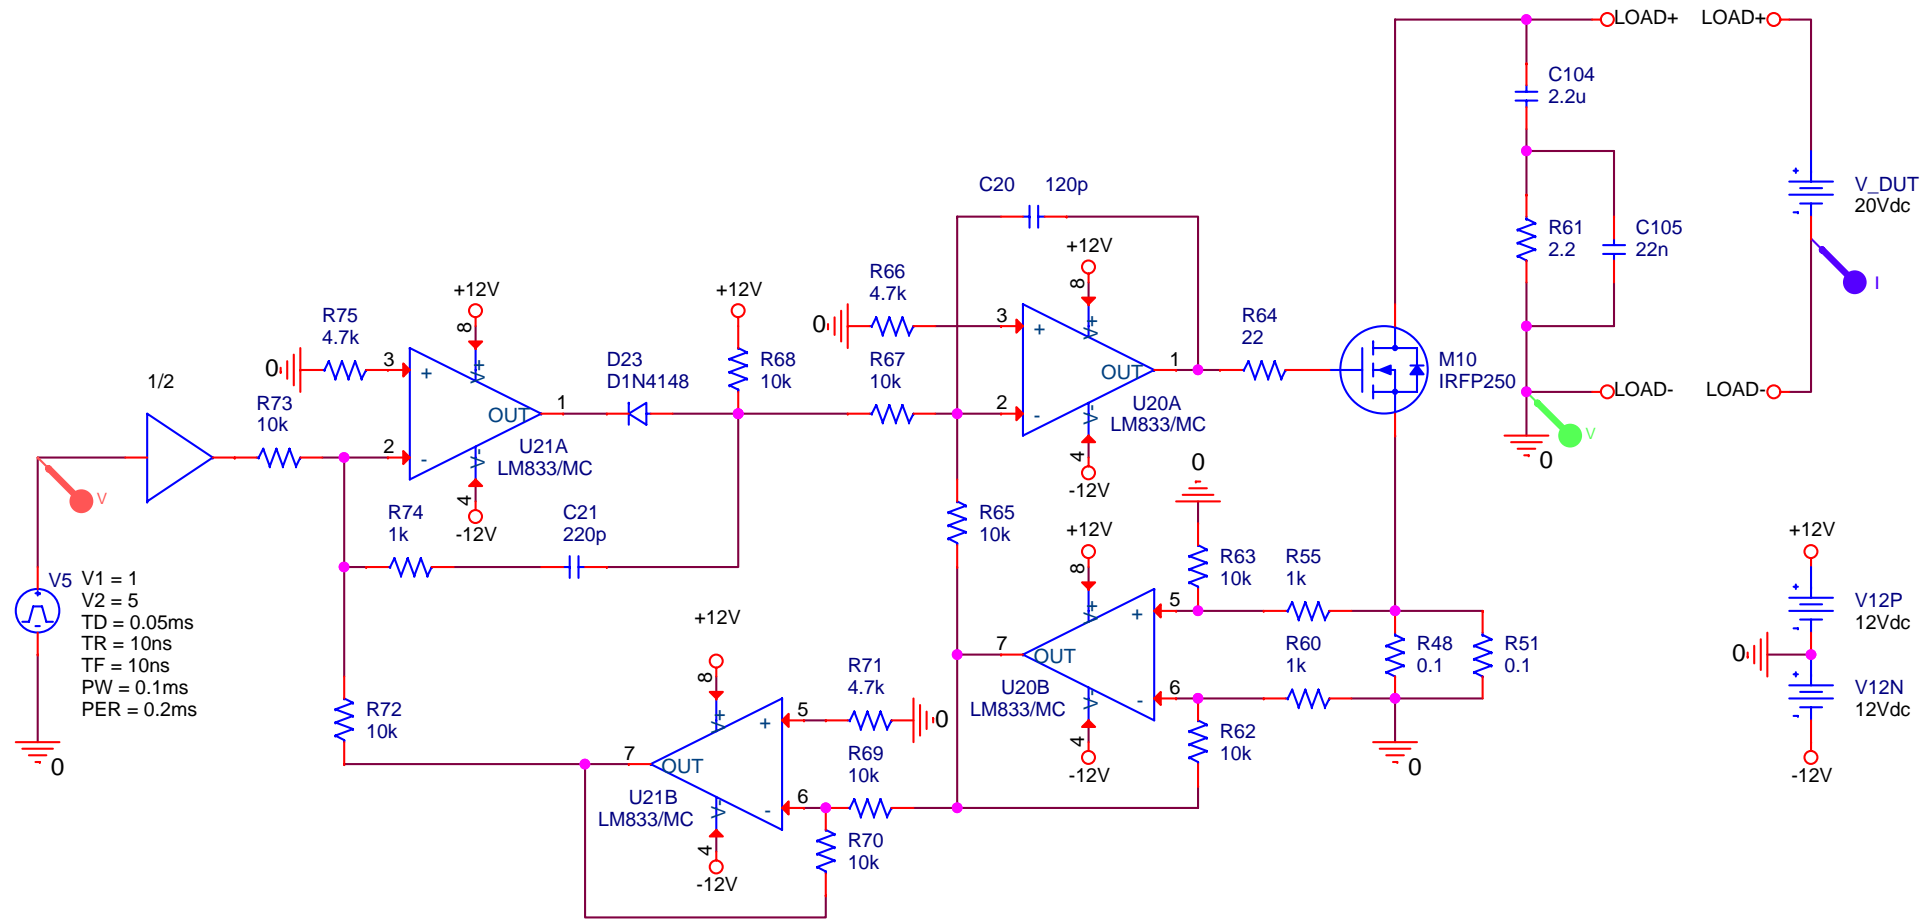 LOAD+
LOAD+
C104
2.2u
V_DUT
20Vdc
I
R61
2.2
C105
22n
LOAD-
LOAD-
V
0
C20
120p
+12V
8
R66
4.7k
0
3
+
V+
R64
22
M10
IRFP250
1
OUT
R67
10k
2
-
V-
U20A
LM833/MC
4
-12V
+12V
8
R75
4.7k
0
3
+
V+
D23
D1N4148
+12V
R68
10k
1/2
R73
10k
1
OUT
2
-
V-
U21A
LM833/MC
4
-12V
V
R74
1k
C21
220p
R65
10k
0
+12V
8
R63
10k
R55
1k
5
+
V+
R60
1k
R48
0.1
R51
0.1
7
OUT
6
-
V-
U20B
LM833/MC
4
-12V
R62
10k
0
+12V
V12P
12Vdc
0
V12N
12Vdc
-12V
V5
V1 = 1
V2 = 5
TD = 0.05ms
TR = 10ns
TF = 10ns
PW = 0.1ms
PER = 0.2ms
0
R72
10k
+12V
8
R71
4.7k
0
5
+
V+
7
OUT
R69
10k
6
-
V-
U21B
LM833/MC
4
-12V
R70
10k